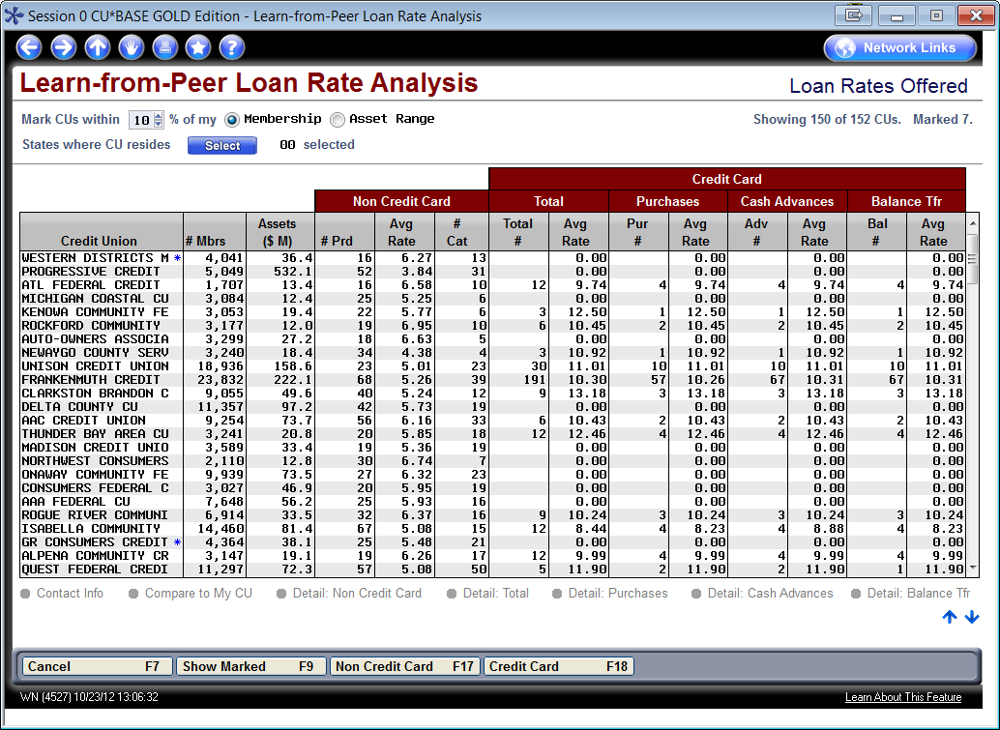 Session 0 CU*BASE GOLD Edition - Learn-from-Peer Loan Rate Analysis
Network Links
Learn-from-Peer Loan Rate Analysis
Loan Rates Offered
Mark CUs within 10 % of my Membership Asset Range
Showing 150 of 152 CUs. Marked 7.
States where CU resides Select 00 selected
Credit Card
Non Credit Card Total Purchases Cash Advances Balance Tfr
Credit Union # Mbrs Assets ($ M) # Prd Avg Rate # Cat Total # Avg Rate Pur # Avg Rate Adv # Avg Rate Bal # Avg Rate
WESTERN DISTRICTS M * 4,041 36.4 16 6.27 13 0.00 0.00 0.00 0.00
PROGRESSIVE CREDIT 5,049 532.1 52 3.84 31 0.00 0.00 0.00 0.00
ATL FEDERAL CREDIT 1,707 13.4 16 6.58 10 12 9.74 4 9.74 4 9.74 4 9.74
MICHIGAN COASTAL CU 3,084 12.4 25 5.25 6 0.00 0.00 0.00 0.00
KENOWA COMMUNITY FE 3,053 19.4 22 5.77 6 3 12.50 1 12.50 1 12.50 1 12.50
ROCKFORD COMMUNITY 3,177 12.0 19 6.95 10 6 10.45 2 10.45 2 10.45 2 10.45
AUTO-OWNERS ASSOCIA 3,299 27.2 18 6.63 5 0.00 0.00 0.00 0.00
NEWAYGO COUNTY SERV 3,240 18.4 34 4.38 4 3 10.92 1 10.92 1 10.92 1 10.92
UNISON CREDIT UNION 18,936 158.6 23 5.01 23 30 11.01 10 11.01 10 11.01 10 11.01
FRANKENMUTH CREDIT 23,832 222.1 68 5.26 39 191 10.30 57 10.26 67 10.31 67 10.31
CLARKSTON BRANDON C 9,055 49.6 40 5.24 12 9 13.18 3 13.18 3 13.18 3 13.18
DELTA COUNTY CU 11,357 97.2 42 5.73 19 0.00 0.00 0.00 0.00
AAC CREDIT UNION 9,254 73.7 56 6.16 33 6 10.43 2 10.43 2 10.43 2 10.43
THUNDER BAY AREA CU 3,241 20.8 20 5.85 18 12 12.46 4 12.46 4 12.46 4 12.46
MADISON CREDIT UNIO 3,589 33.4 19 5.36 19 0.00 0.00 0.00 0.00
NORTHWEST CONSUMERS 2,110 12.8 30 6.74 7 0.00 0.00 0.00 0.00
ONAWAY COMMUNITY FE 9,939 73.5 27 6.32 23 0.00 0.00 0.00 0.00
CONSUMERS FEDERAL C 3,027 46.9 20 5.95 19 0.00 0.00 0.00 0.00
AAA FEDERAL CU 7,648 56.2 25 5.93 16 0.00 0.00 0.00 0.00
ROGUE RIVER COMMUNI 6,914 33.5 32 6.37 16 9 10.24 3 10.24 3 10.24 3 10.24
ISABELLA COMMUNITY 14,460 81.4 67 5.08 15 12 8.44 4 8.23 4 8.88 4 8.23
GR CONSUMERS CREDIT * 4,364 38.1 25 5.48 21 0.00 0.00 0.00 0.00
ALPENA COMMUNITY CR 3,147 19.1 19 6.26 17 12 9.99 4 9.99 4 9.99 4 9.99
QUEST FEDERAL CREDI 11,297 72.3 57 5.08 50 5 11.90 2 11.90 2 11.90 1 11.90
Contact Info Compare to My CU Detail: Non Credit Card Detail: Total Detail: Purchases Detail: Cash Advances Detail: Balance Tfr
Cancel F7 Show Marked F9 Non Credit Card F17 Credit Card F18
WN (4527) 10/23/12 13:06:32
Learn About This Feature